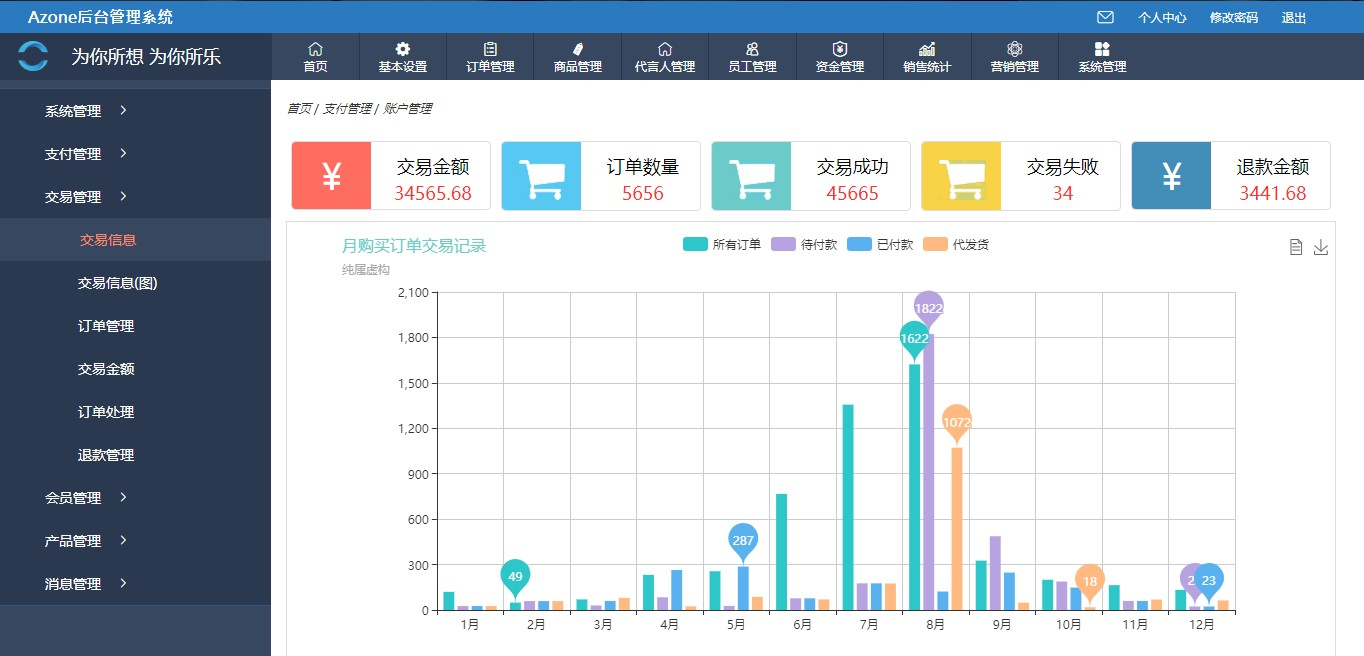 Azone后台管理系统
个人中心 修改密码 退出
为你所想 为你所乐
首页 基本设置 订单管理 商品管理 代言人管理 员工管理 资金管理 销售统计 营销管理 系统管理
系统管理
支付管理
交易管理
交易信息
交易信息(图)
订单管理
交易金额
订单处理
退款管理
会员管理
产品管理
消息管理
首页 / 支付管理 / 账户管理
¥ 交易金额
34565.68
订单数量
5656
交易成功
45665
交易失败
34
¥ 退款金额
3441.68
月购买订单交易记录
纯属虚构
所有订单 待付款 已付款 代发货
2,100
1,800
1,500
1,200
900
600
300
0
49
287
1622
1822
1072
18
23
1月 2月 3月 4月 5月 6月 7月 8月 9月 10月 11月 12月